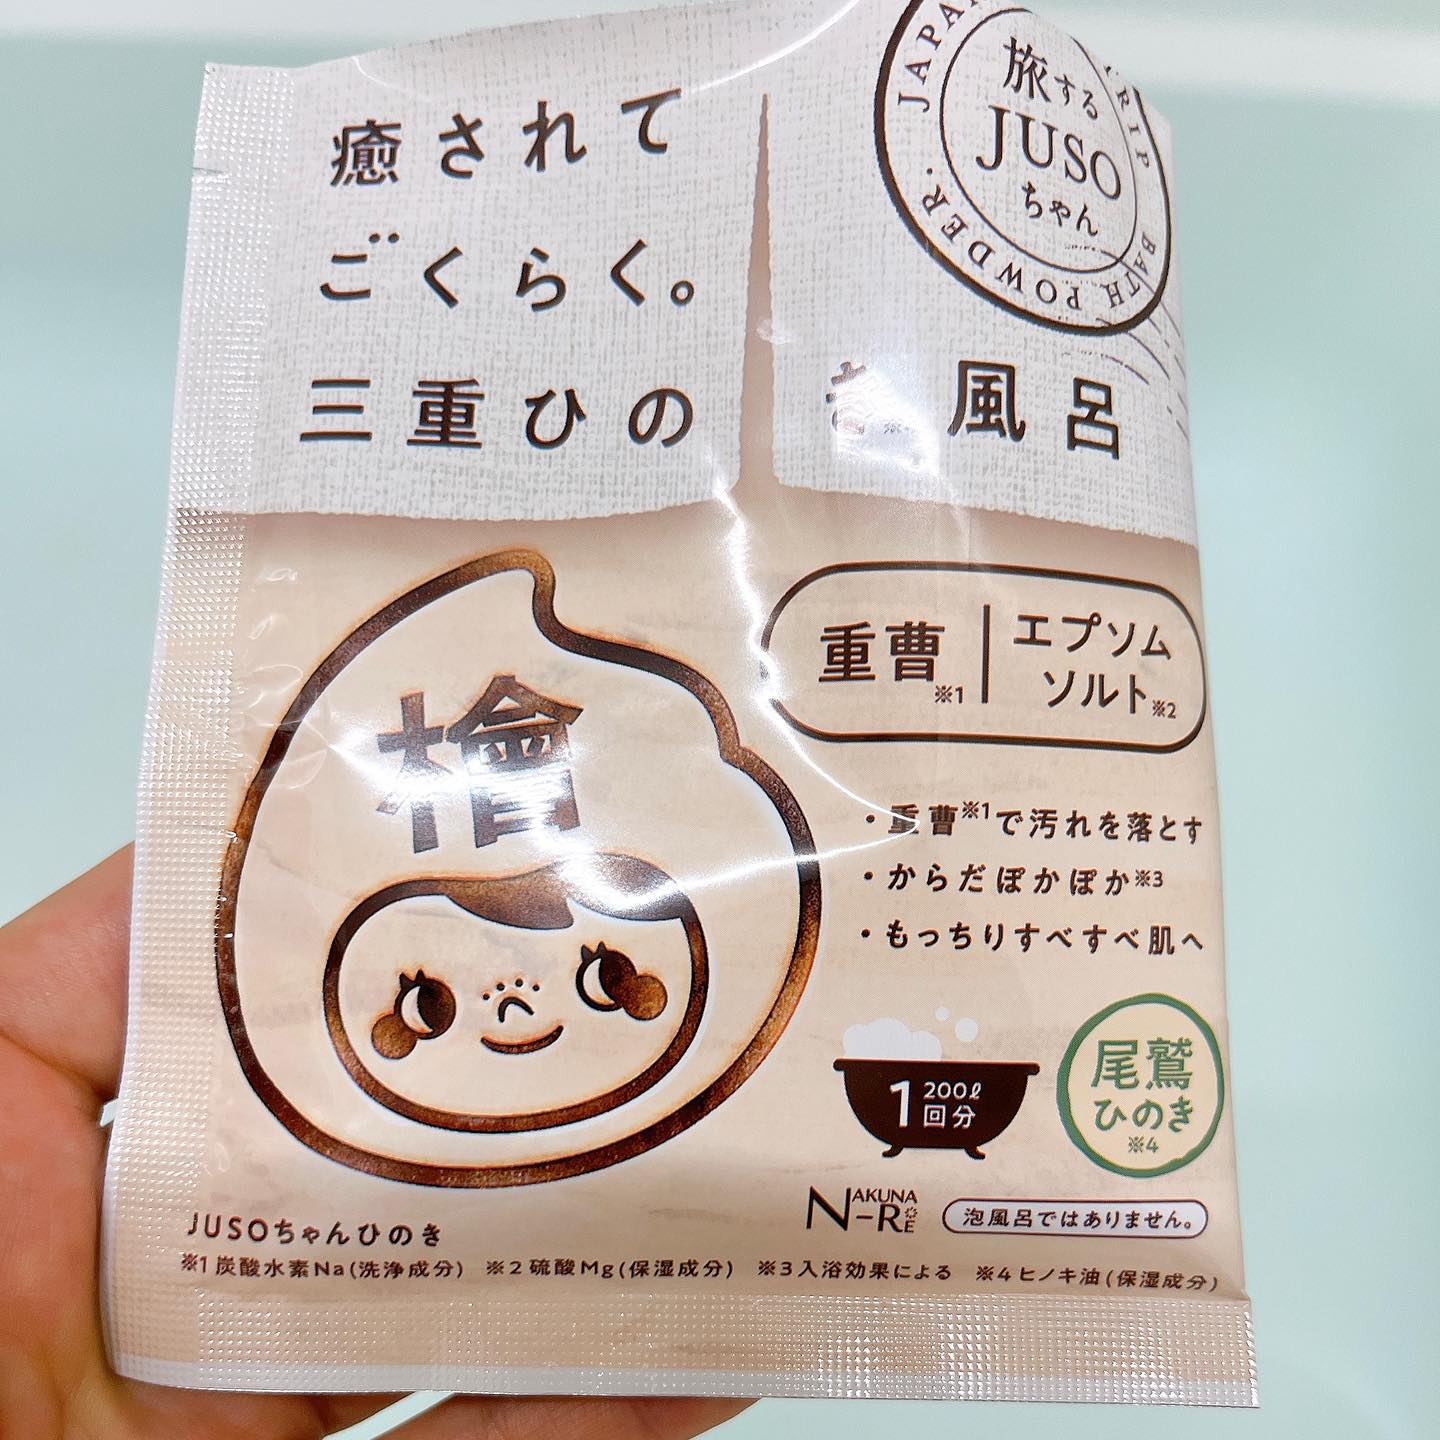 癒されて
ごくらく。
三重ひのき※4風呂
旅する
JUSO
ちゃん
JAPAN TRIP BATH POWDER.
重曹※1
エプソム
ソルト※2
檜
・重曹※1で汚れを落とす
・からだぽかぽか※3
・もっちりすべすべ肌へ
1回分
200ℓ
尾鷲
ひのき
※4
NAKUNA-RE
泡風呂ではありません。
JUSOちゃんひのき
※1炭酸水素Na(洗浄成分) ※2硫酸Mg(保湿成分) ※3入浴効果による ※4ヒノキ油(保湿成分)